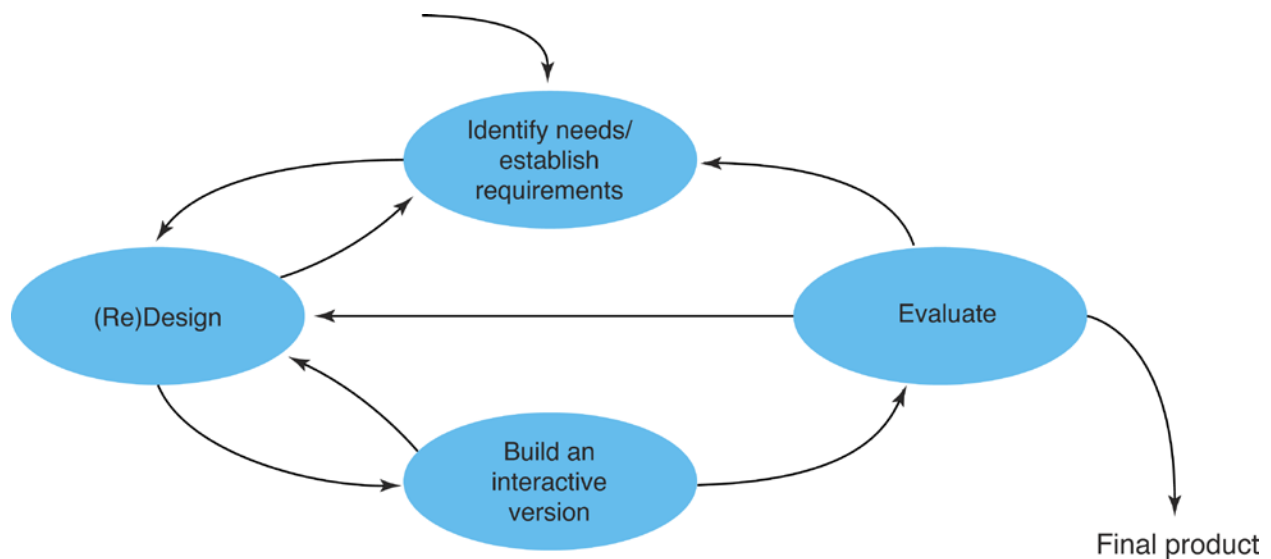 Identify needs/
establish
requirements
(Re)Design
Evaluate
Build an
interactive
version
Final product